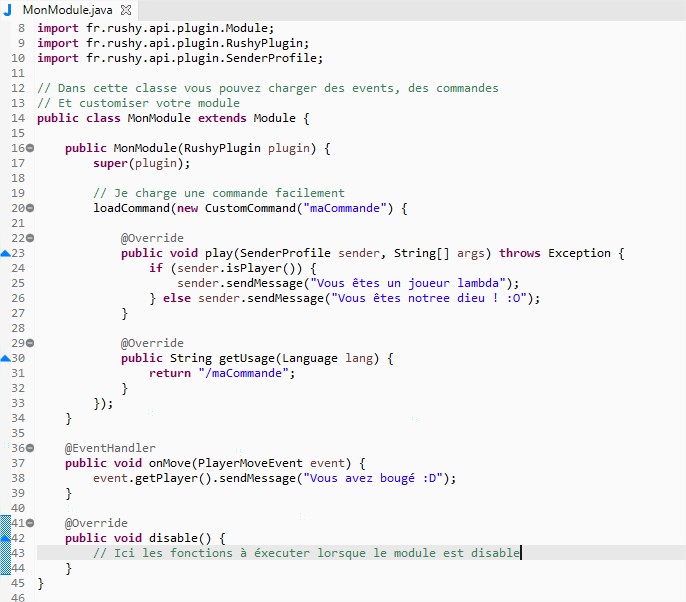 MonModule.java
8 import fr.rushy.api.plugin.Module;
9 import fr.rushy.api.plugin.RushyPlugin;
10 import fr.rushy.api.plugin.SenderProfile;
11
12 // Dans cette classe vous pouvez charger des events, des commandes
13 // Et customiser votre module
14 public class MonModule extends Module {
15
16 public MonModule(RushyPlugin plugin) {
17 super(plugin);
18
19 // Je charge une commande facilement
20 loadCommand(new CustomCommand("maCommande") {
21
22 @Override
23 public void play(SenderProfile sender, String[] args) throws Exception {
24 if (sender.isPlayer()) {
25 sender.sendMessage("Vous êtes un joueur lambda");
26 } else sender.sendMessage("Vous êtes notree dieu ! :O");
27 }
28
29 @Override
30 public String getUsage(Language lang) {
31 return "/maCommande";
32 }
33 });
34 }
35
36 @EventHandler
37 public void onMove(PlayerMoveEvent event) {
38 event.getPlayer().sendMessage("Vous avez bougé :D");
39 }
40
41 @Override
42 public void disable() {
43 // Ici les fonctions à éxecuter lorsque le module est disable
44 }
45 }
46